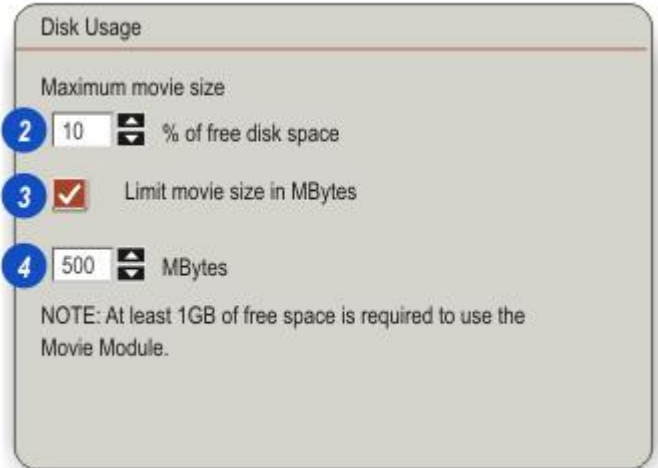 Disk Usage
Maximum movie size
2 10 % of free disk space
3 Limit movie size in MBytes
4 500 MBytes
NOTE: At least 1GB of free space is required to use the
Movie Module.